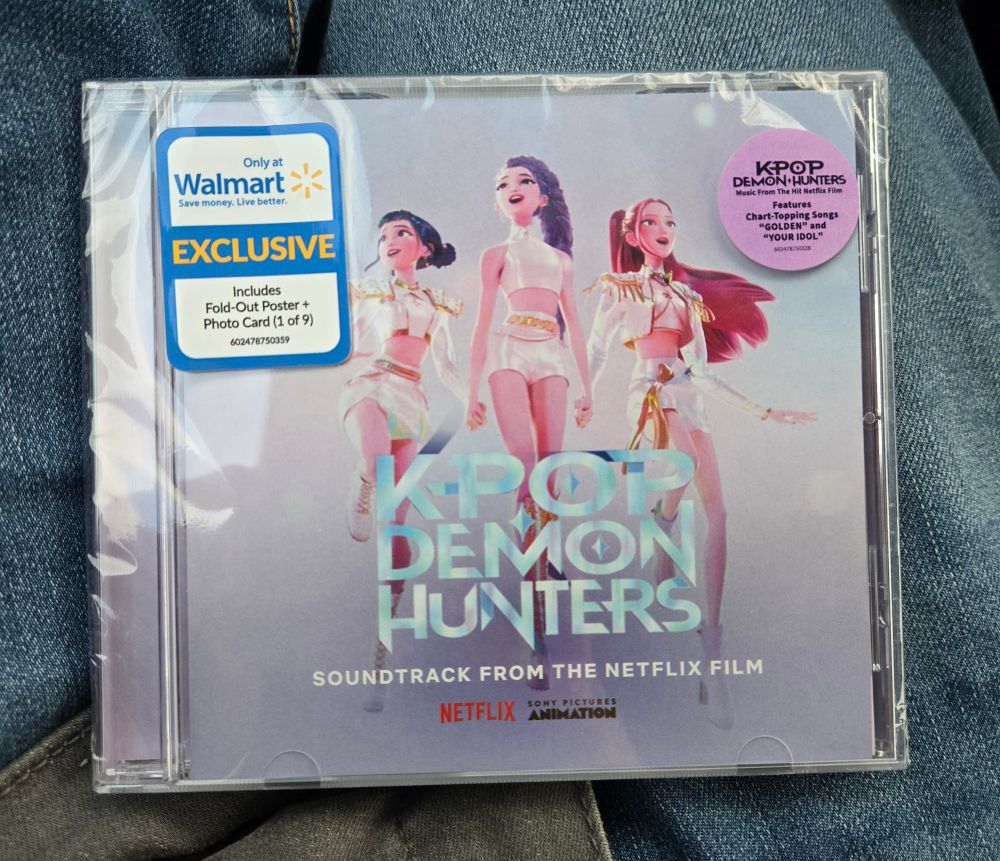 Only at
Walmart
Save money. Live better.
EXCLUSIVE
Includes
Fold-Out Poster +
Photo Card (1 of 9)
602478750359
K-POP
DEMON HUNTERS
Music From The Hit Netflix Film
Features
Chart-Topping Songs
"GOLDEN" and
"YOUR IDOL"
602478750328
K-POP
DEMON
HUNTERS
SOUNDTRACK FROM THE NETFLIX FILM
NETFLIX
SONY PICTURES
ANIMATION